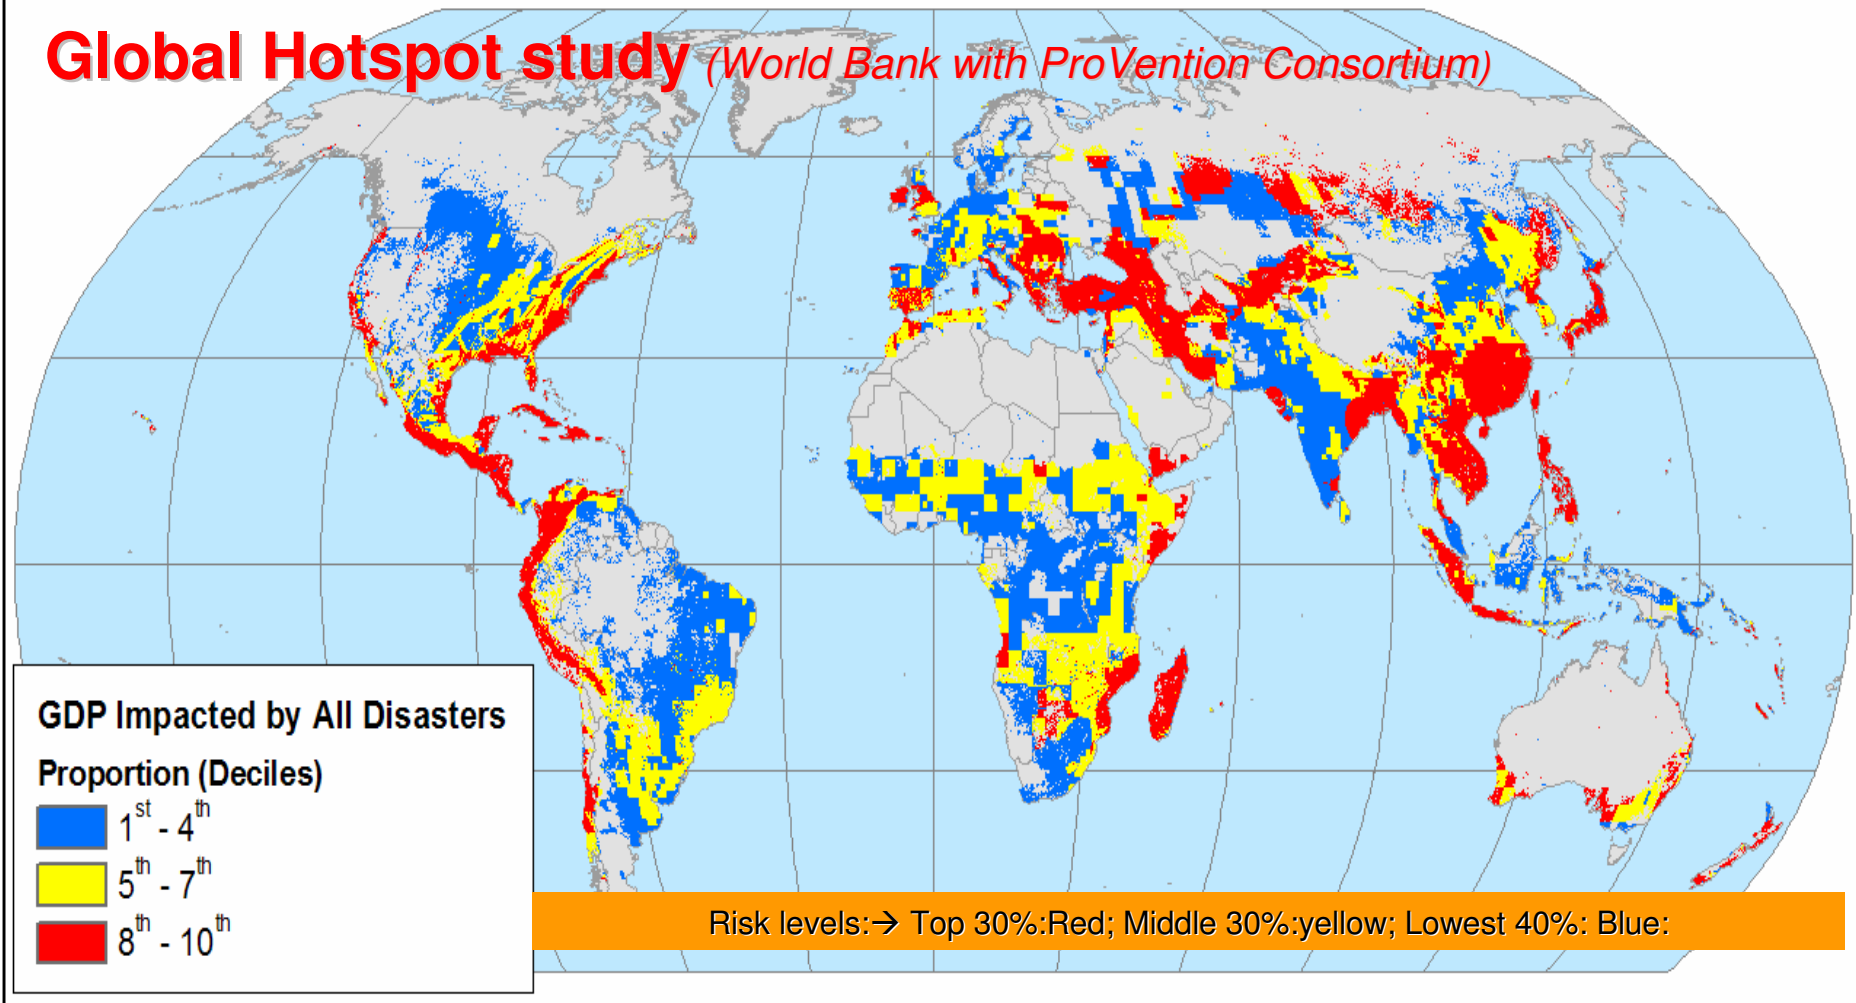 Global Hotspot study (World Bank with ProVention Consortium)
GDP Impacted by All Disasters
Proportion (Deciles)
1st - 4th
5th - 7th
8th - 10th
Risk levels:→ Top 30%:Red; Middle 30%:yellow; Lowest 40%: Blue: